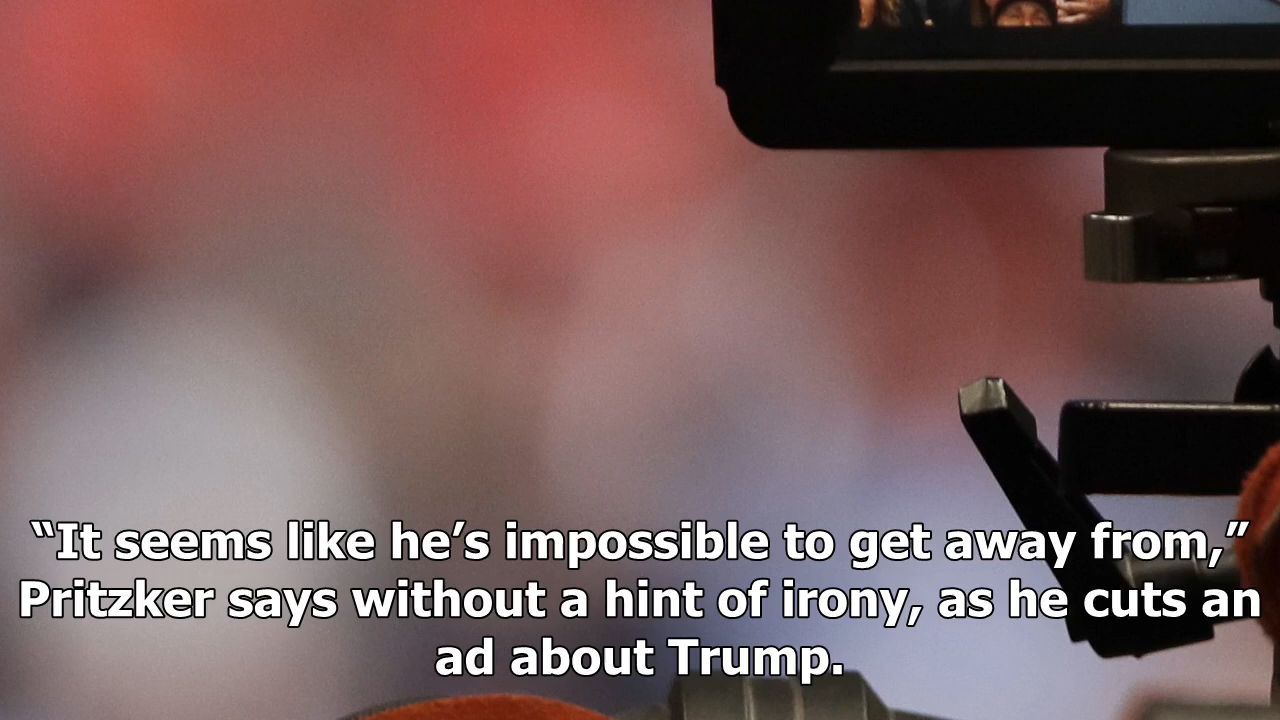 “It seems like he’s impossible to get away from,”
Pritzker says without a hint of irony, as he cuts an
ad about Trump.